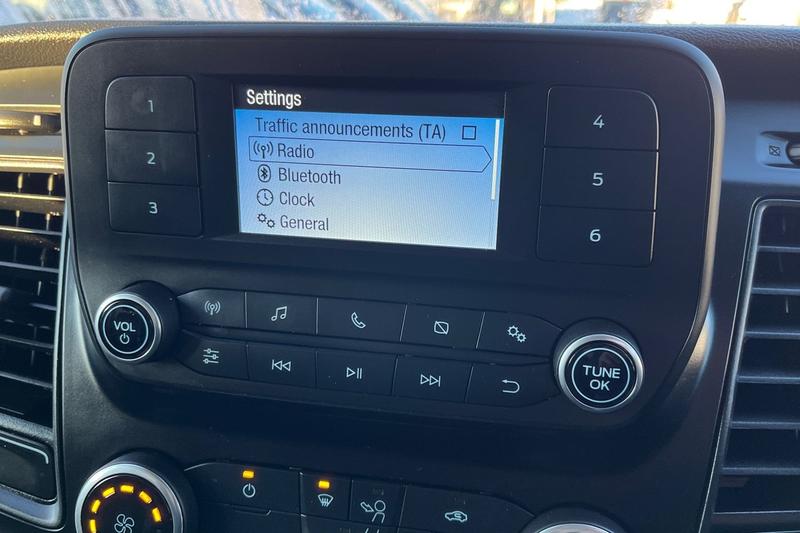 Settings
Traffic announcements (TA)
Radio
Bluetooth
Clock
General
1
2
3
4
5
6
VOL
TUNE
OK